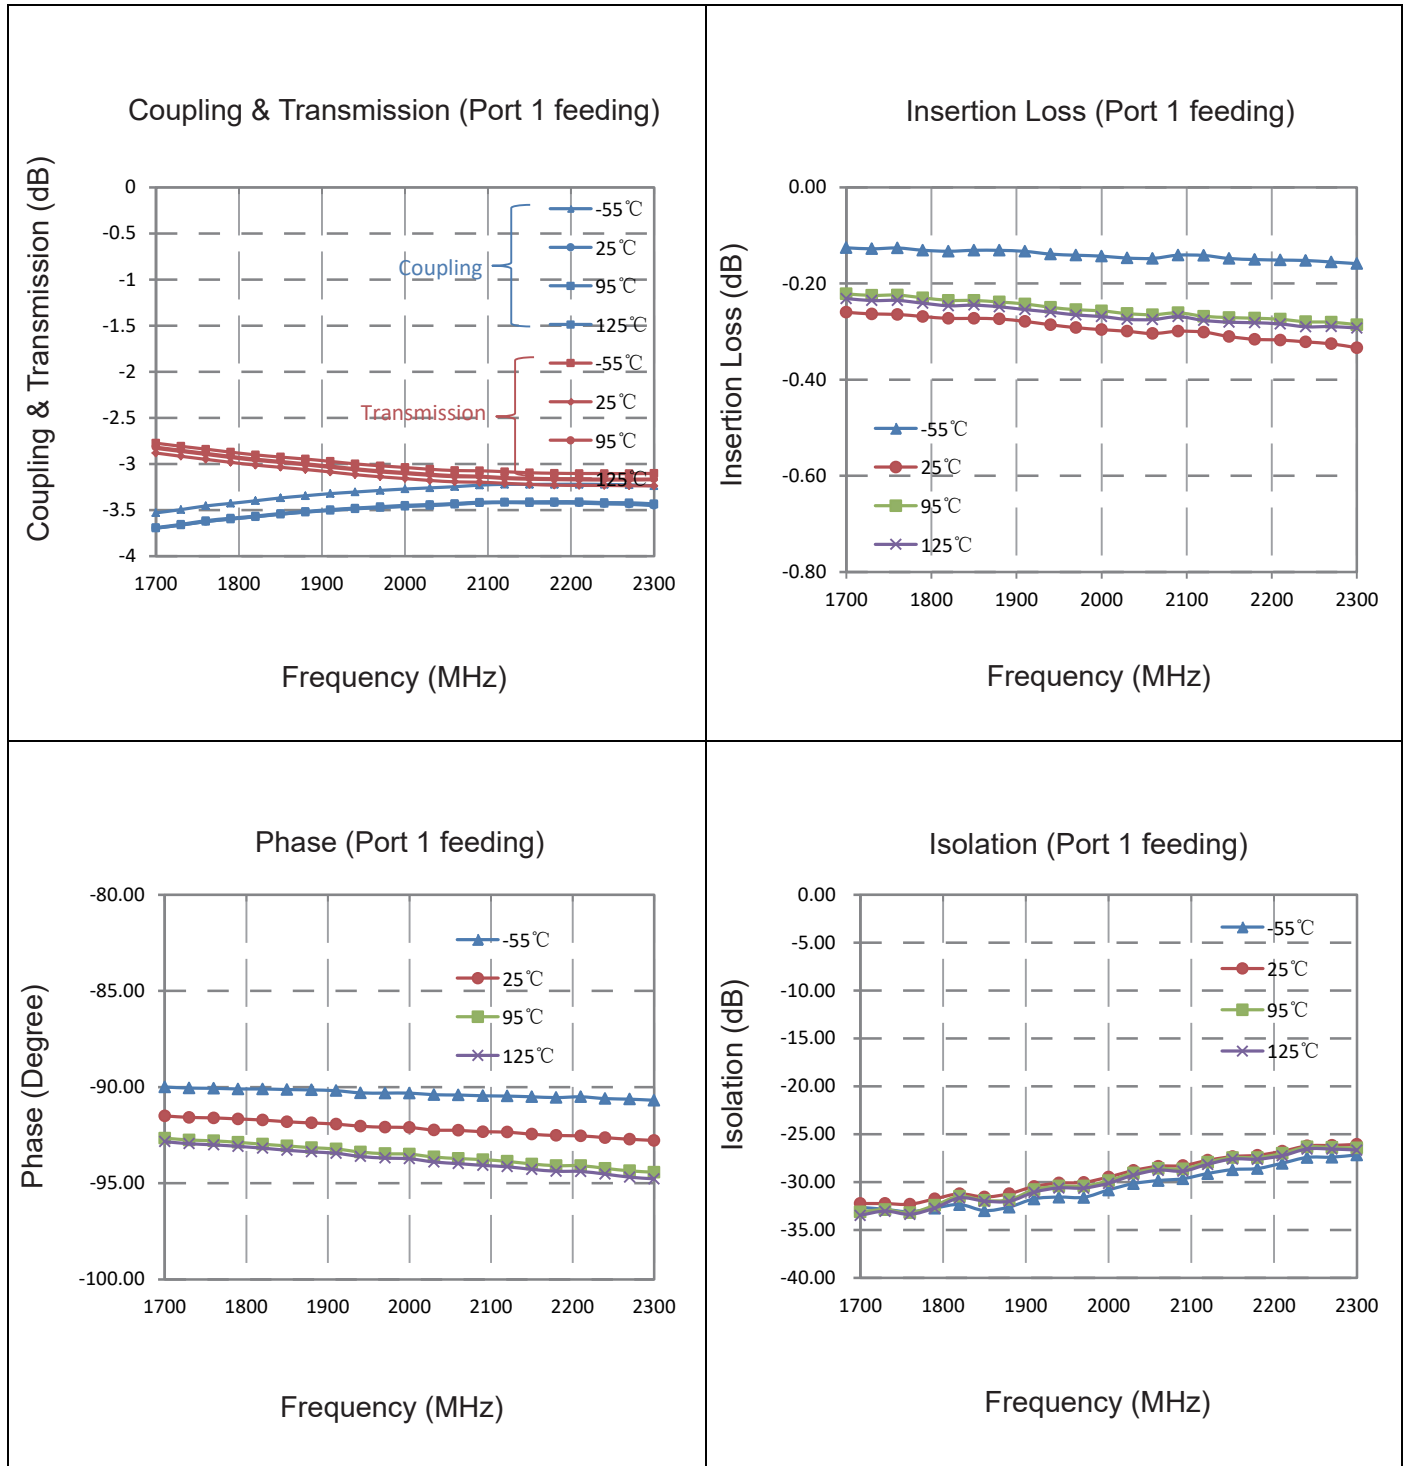 Coupling & Transmission (Port 1 feeding)
Coupling & Transmission (dB)
0
-0.5
-1
-1.5
-2
-2.5
-3
-3.5
-4
-55℃
25℃
Coupling
95℃
125℃
-55℃
25℃
Transmission
95℃
125℃
1700 1800 1900 2000 2100 2200 2300
Frequency (MHz)
Insertion Loss (Port 1 feeding)
Insertion Loss (dB)
0.00
-0.20
-0.40
-0.60
-0.80
-55℃
25℃
95℃
125℃
1700 1800 1900 2000 2100 2200 2300
Frequency (MHz)
Phase (Port 1 feeding)
Phase (Degree)
-80.00
-85.00
-90.00
-95.00
-100.00
-55℃
25℃
95℃
125℃
1700 1800 1900 2000 2100 2200 2300
Frequency (MHz)
Isolation (Port 1 feeding)
Isolation (dB)
0.00
-5.00
-10.00
-15.00
-20.00
-25.00
-30.00
-35.00
-40.00
-55℃
25℃
95℃
125℃
1700 1800 1900 2000 2100 2200 2300
Frequency (MHz)